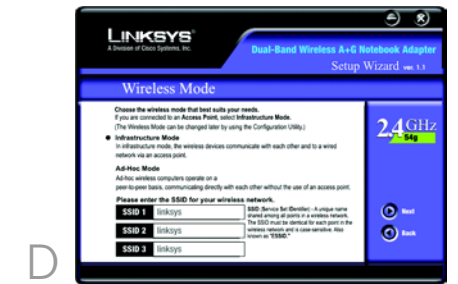 LINKSYS®
A Division of Cisco Systems, Inc.
Dual-Band Wireless A+G Notebook Adapter
Setup Wizard ver. 1.1
Wireless Mode
Choose the wireless mode that best suits your needs.
If you are connected to an Access Point, select Infrastructure Mode.
(The Wireless Mode can be changed later by using the Configuration Utility.)
Infrastructure Mode
In infrastructure mode, the wireless devices communicate with each other and to a wired
network via an access point.
Ad-Hoc Mode
Ad-hoc wireless computers operate on a
peer-to-peer basis, communicating directly with each other without the use of an access point.
Please enter the SSID for your wireless network.
SSID 1 linksys
SSID 2 linksys
SSID 3 linksys
SSID (Service Set IDentifier) - A unique name
shared among all points in a wireless network.
The SSID must be identical for each point in the
wireless network and is case-sensitive. Also
known as "ESSID."
2.4GHz
54g
Next
Back
D